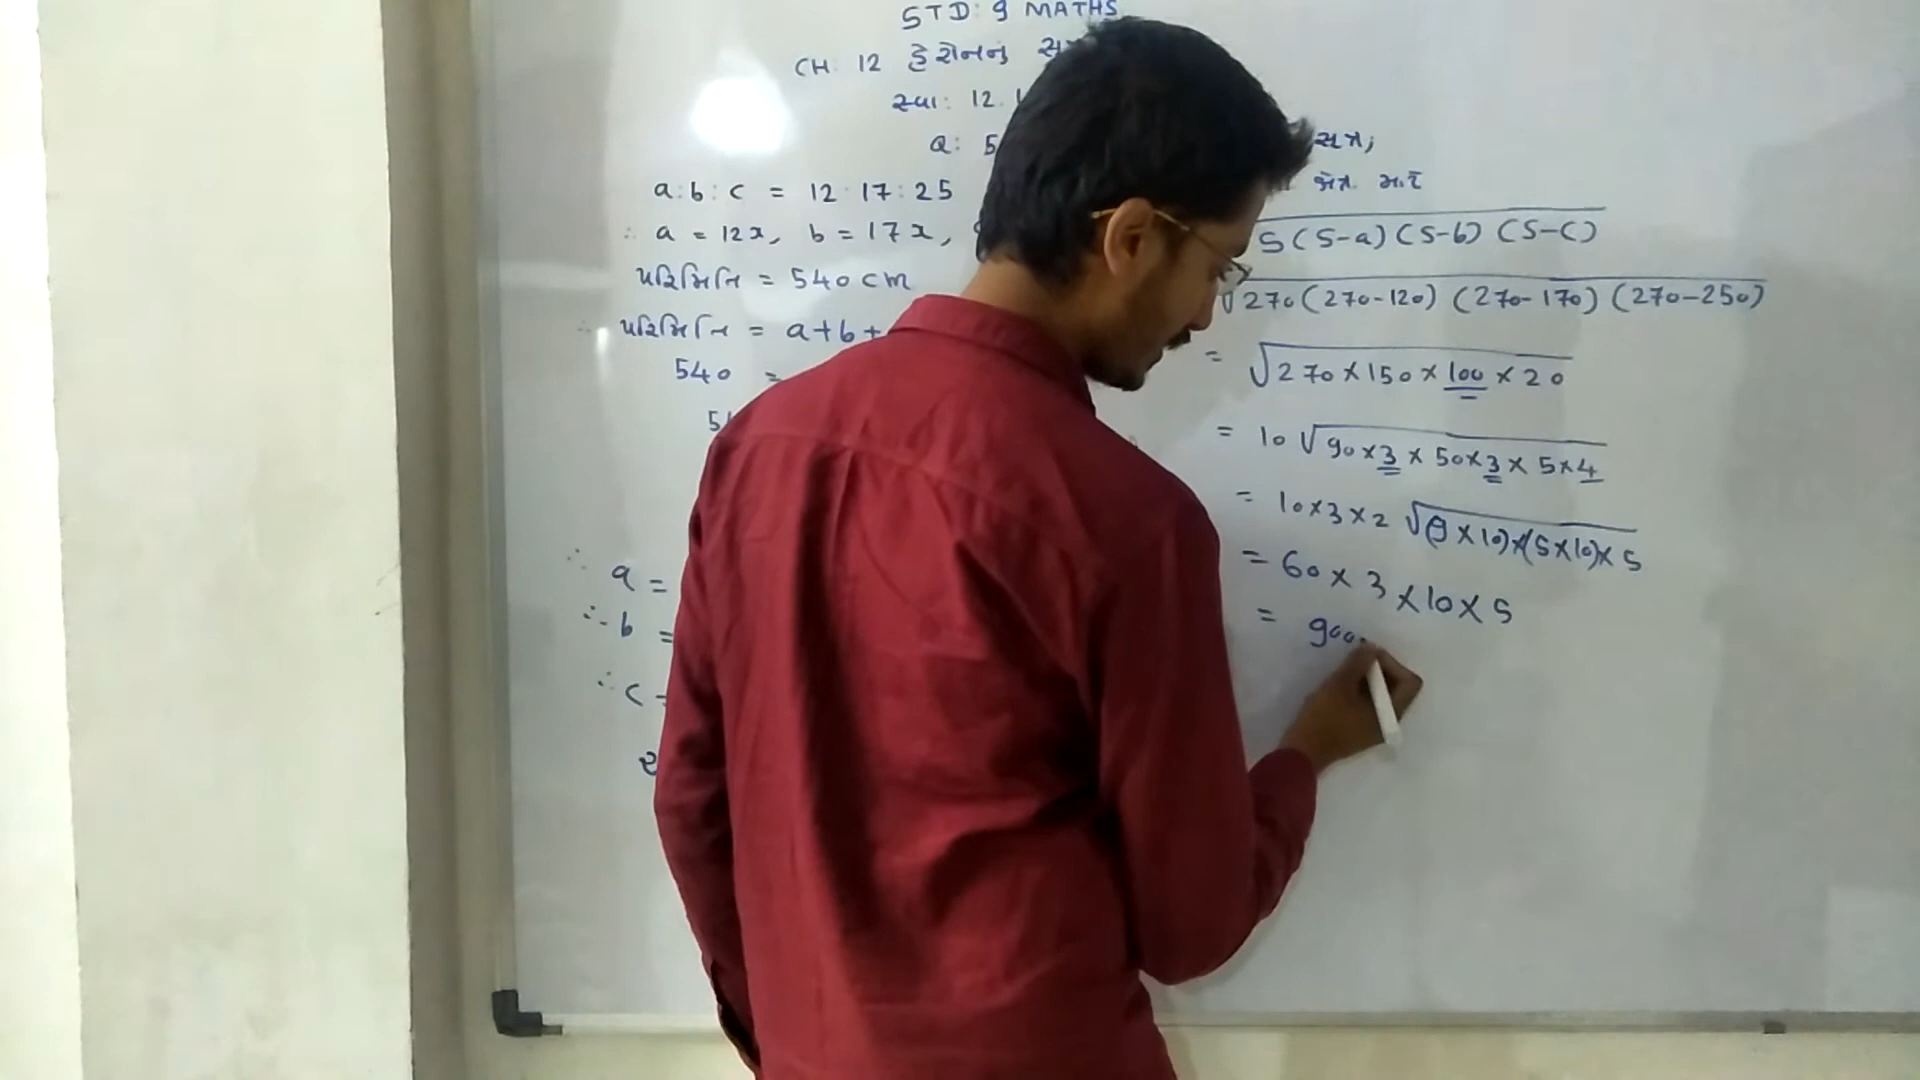 STD: 9 MATHS
CH: 12 હેરોનનું
સ્વા: 12.1
Q: 5
a:b:c = 12:17:25
∴ a = 12x, b = 17x,
પરિમિતિ = 540 cm
∴ પરિમિતિ = a+b+
540 =
∴ a =
∴ b =
∴ c =
સૂત્ર;
S(S-a)(S-b)(S-c)
√270(270-120)(270-170)(270-250)
= √270×150×100×20
= 10√90×3×50×3×5×4
= 10×3×2√(9×10)×(5×10)×5
= 60×3×10×5
= 900